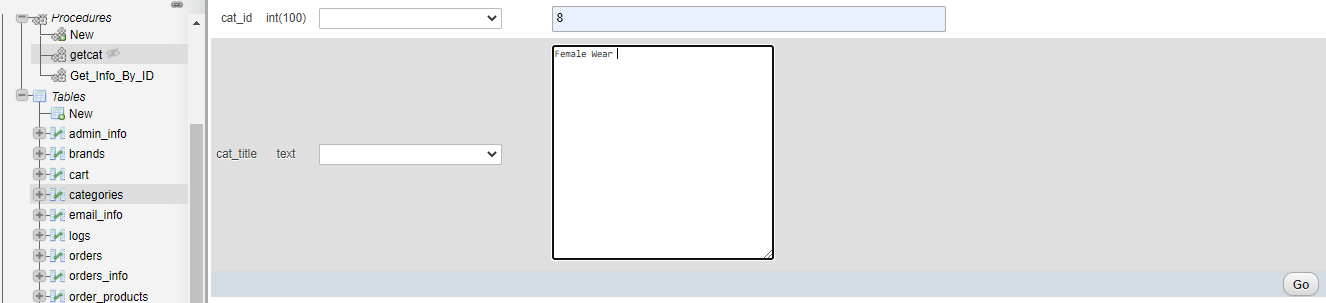 Procedures
New
getcat
Get_Info_By_ID
Tables
New
admin_info
brands
cart
categories
email_info
logs
orders
orders_info
order_products
cat_id int(100) 8
cat_title text Female Wear
Go